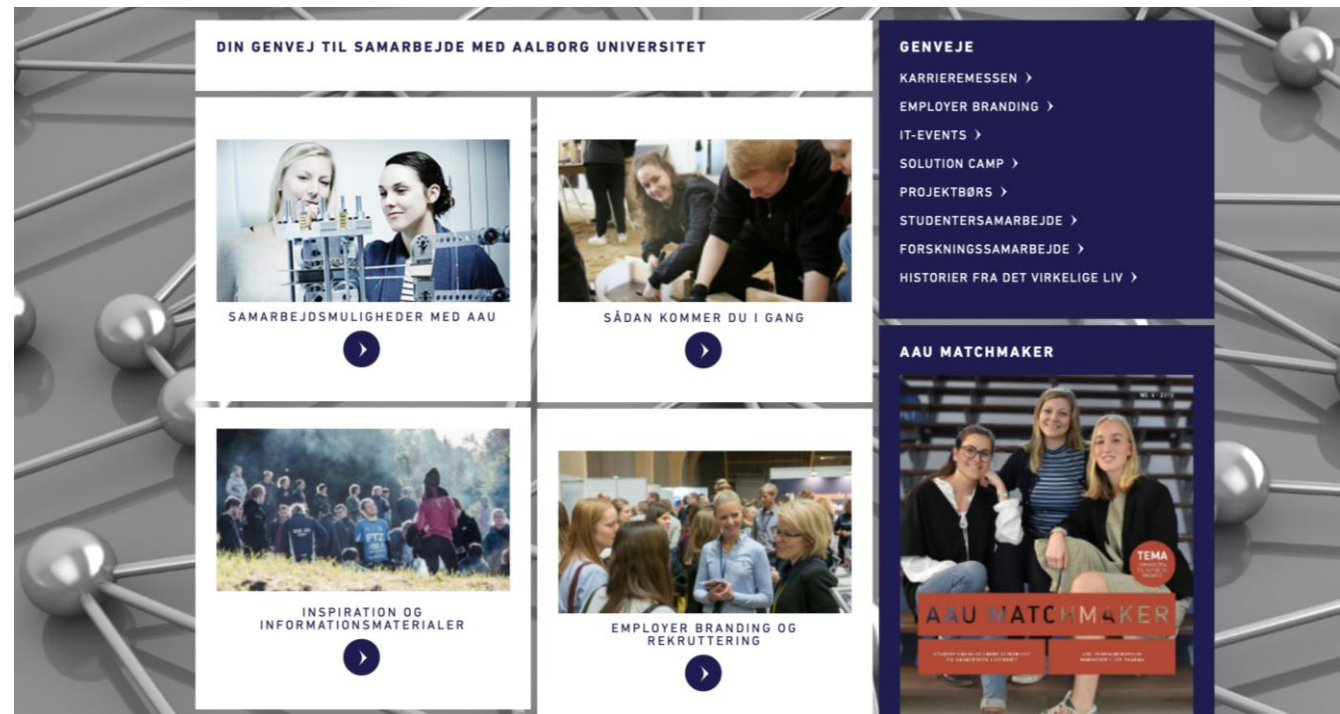 DIN GENVEJ TIL SAMARBEJDE MED AALBORG UNIVERSITET
SAMARBEJDSMULIGHEDER MED AAU
SÅDAN KOMMER DU I GANG
INSPIRATION OG
INFORMATIONSMATERIALER
EMPLOYER BRANDING OG
REKRUTTERING
GENVEJE
KARRIEREMESSEN
EMPLOYER BRANDING
IT-EVENTS
SOLUTION CAMP
PROJEKTBØRS
STUDENTERSAMARBEJDE
FORSKNINGSSAMARBEJDE
HISTORIER FRA DET VIRKELIGE LIV
AAU MATCHMAKER
TEMA
AAU MATCHMAKER
FTZ